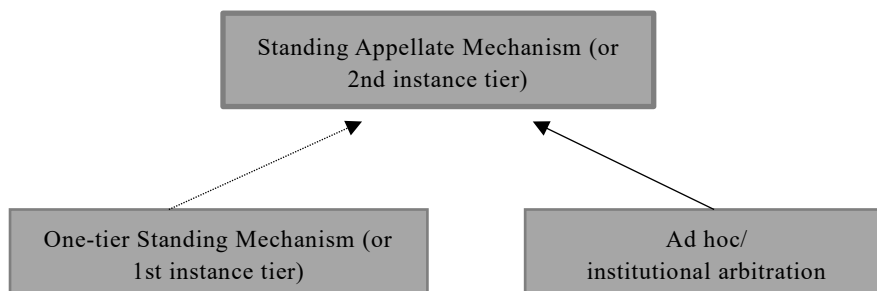 Standing Appellate Mechanism (or
2nd instance tier)
One-tier Standing Mechanism (or
1st instance tier)
Ad hoc/
institutional arbitration